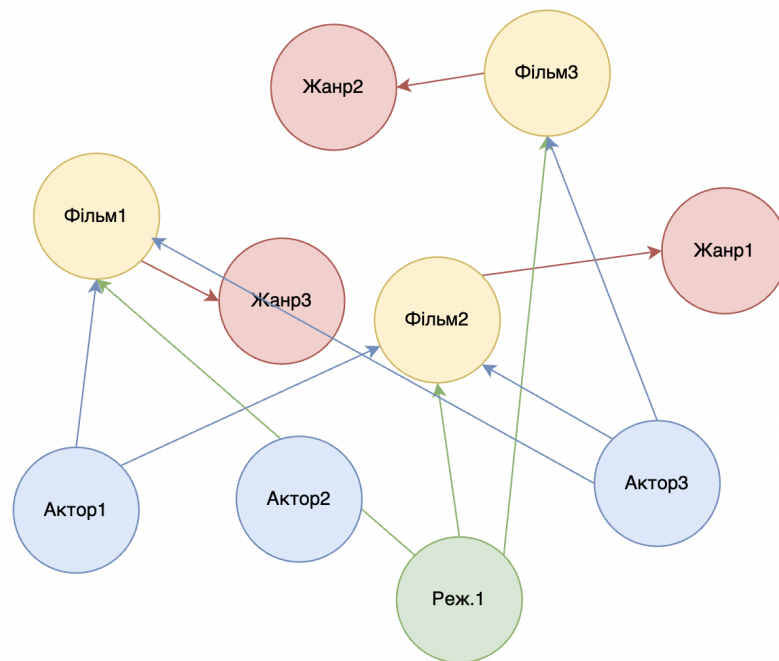 Фільм3
Жанр2
Фільм1
Жанр1
Жанр3
Фільм2
Актор3
Актор2
Актор1
Реж.1